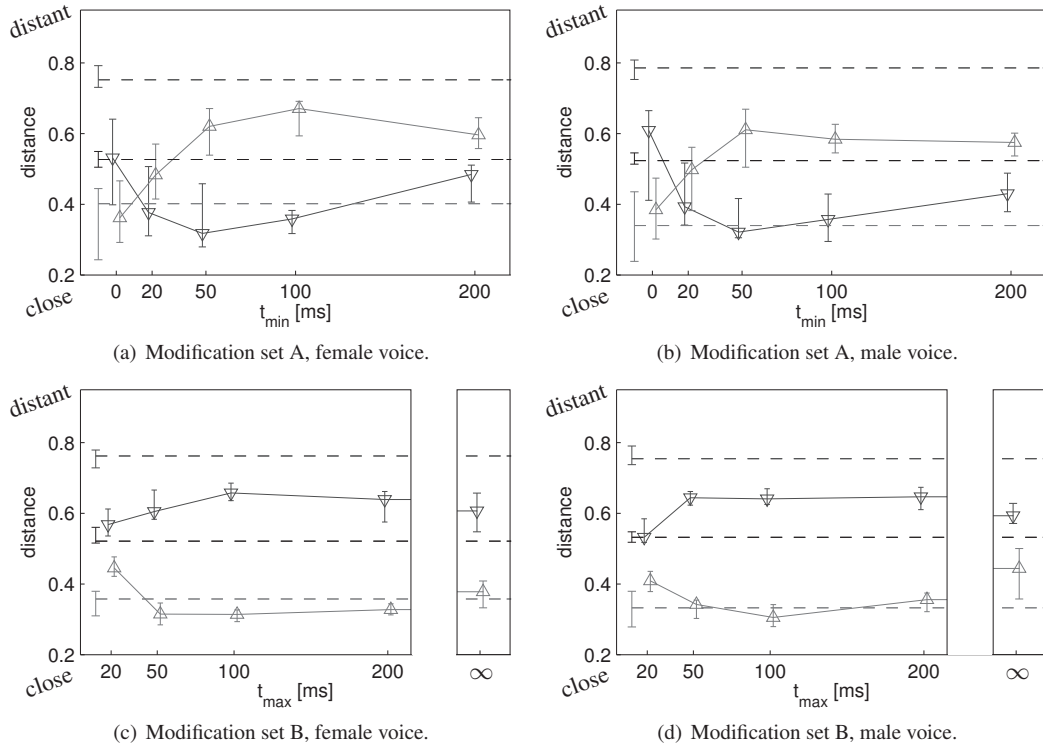 distant
0.8
0.6
0.4
0.2
distance
close
0 20 50 100 200
t_min [ms]
(a) Modification set A, female voice.
distant
0.8
0.6
0.4
0.2
distance
close
0 20 50 100 200
t_min [ms]
(b) Modification set A, male voice.
distant
0.8
0.6
0.4
0.2
distance
close
20 50 100 200 ∞
t_max [ms]
(c) Modification set B, female voice.
distant
0.8
0.6
0.4
0.2
distance
close
20 50 100 200 ∞
t_max [ms]
(d) Modification set B, male voice.